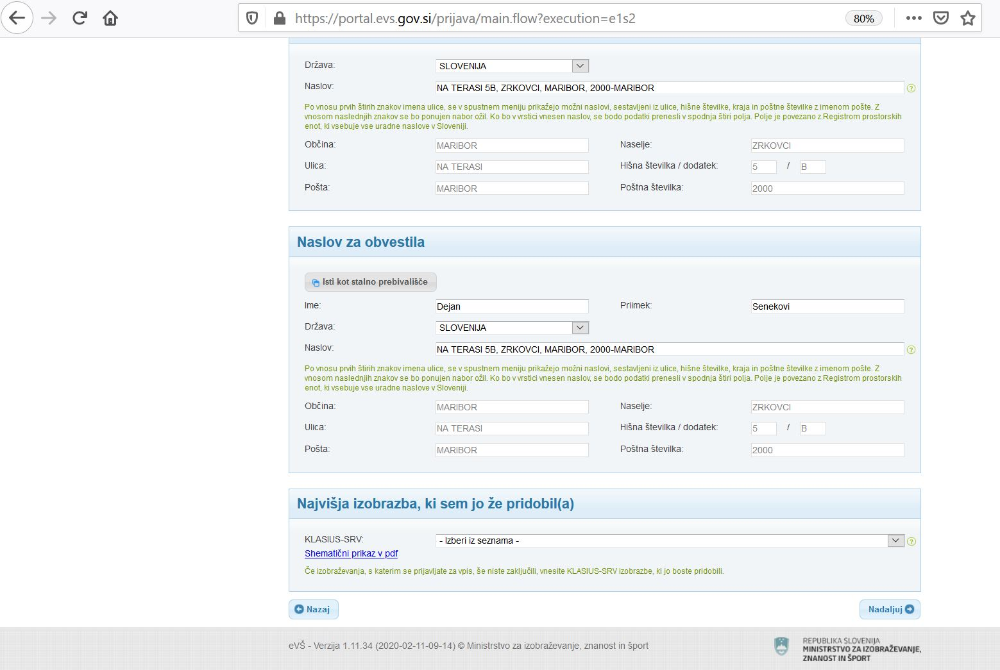 https://portal.evs.gov.si/prijava/main.flow?execution=e1s2
80%
Država:
SLOVENIJA
Naslov:
NA TERASI 5B, ZRKOVCI, MARIBOR, 2000-MARIBOR
Po vnosu prvih štirih znakov imena ulice, se v spustnem meniju prikažejo možni naslovi, sestavljeni iz ulice, hišne številke, kraja in poštne številke z imenom pošte. Z
vnosom naslednjih znakov se bo ponujen nabor ožil. Ko bo v vrstici vnesen naslov, se bodo podatki prenesli v spodnja štiri polja. Polje je povezano z Registrom prostorskih
enot, ki vsebuje vse uradne naslove v Sloveniji.
Občina: MARIBOR Naselje: ZRKOVCI
Ulica: NA TERASI Hišna številka / dodatek: 5 / B
Pošta: MARIBOR Poštna številka: 2000
Naslov za obvestila
Isti kot stalno prebivališče
Ime: Dejan Priimek: Senekovi
Država: SLOVENIJA
Naslov: NA TERASI 5B, ZRKOVCI, MARIBOR, 2000-MARIBOR
Po vnosu prvih štirih znakov imena ulice, se v spustnem meniju prikažejo možni naslovi, sestavljeni iz ulice, hišne številke, kraja in poštne številke z imenom pošte. Z
vnosom naslednjih znakov se bo ponujen nabor ožil. Ko bo v vrstici vnesen naslov, se bodo podatki prenesli v spodnja štiri polja. Polje je povezano z Registrom prostorskih
enot, ki vsebuje vse uradne naslove v Sloveniji.
Občina: MARIBOR Naselje: ZRKOVCI
Ulica: NA TERASI Hišna številka / dodatek: 5 / B
Pošta: MARIBOR Poštna številka: 2000
Najvišja izobrazba, ki sem jo že pridobil(a)
KLASIUS-SRV: - Izberi iz seznama -
Shematični prikaz v pdf
Če izobraževanja, s katerim se prijavljate za vpis, še niste zaključili, vnesite KLASIUS-SRV izobrazbe, ki jo boste pridobili.
Nazaj
Nadaljuj
eVŠ - Verzija 1.11.34 (2020-02-11-09-14) © Ministrstvo za izobraževanje, znanost in šport
REPUBLIKA SLOVENIJA
MINISTRSTVO ZA IZOBRAŽEVANJE,
ZNANOST IN ŠPORT